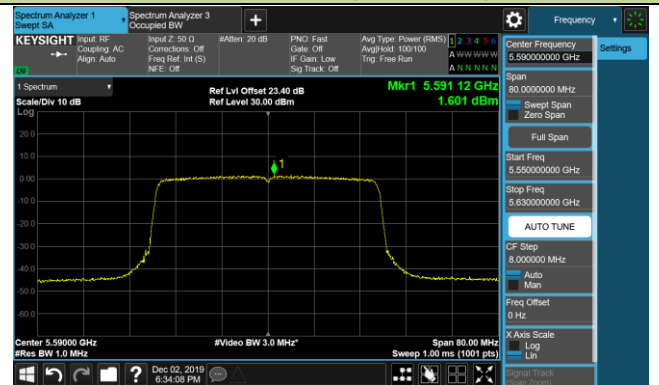 Spectrum Analyzer 1
Swept SA
Spectrum Analyzer 3
Occupied BW
Frequency
KEYSIGHT
Input: RF
Coupling: AC
Align: Auto
Input Z: 50 Ω
Corrections: Off
Freq Ref: Int (S)
NFE: Off
#Atten: 20 dB
PNO: Fast
Gate: Off
IF Gain: Low
Sig Track: Off
Avg Type: Power (RMS)
Avg|Hold: 100/100
Trig: Free Run
1 2 3 4 5 6
A W W W W W
A N N N N N
LNI
1 Spectrum
Scale/Div 10 dB
Log
Ref Lvl Offset 23.40 dB
Ref Level 30.00 dBm
Mkr1 5.591 12 GHz
1.601 dBm
20.0
10.0
0.00
-10.0
-20.0
-30.0
-40.0
-50.0
-60.0
1
Center 5.59000 GHz
#Res BW 1.0 MHz
#Video BW 3.0 MHz*
Span 80.00 MHz
Sweep 1.00 ms (1001 pts)
Dec 02, 2019
6:34:08 PM
Center Frequency
5.590000000 GHz
Settings
Span
80.0000000 MHz
Swept Span
Zero Span
Full Span
Start Freq
5.550000000 GHz
Stop Freq
5.630000000 GHz
AUTO TUNE
CF Step
8.000000 MHz
Auto
Man
Freq Offset
0 Hz
X Axis Scale
Log
Lin
Signal Track
(Span Zoom)